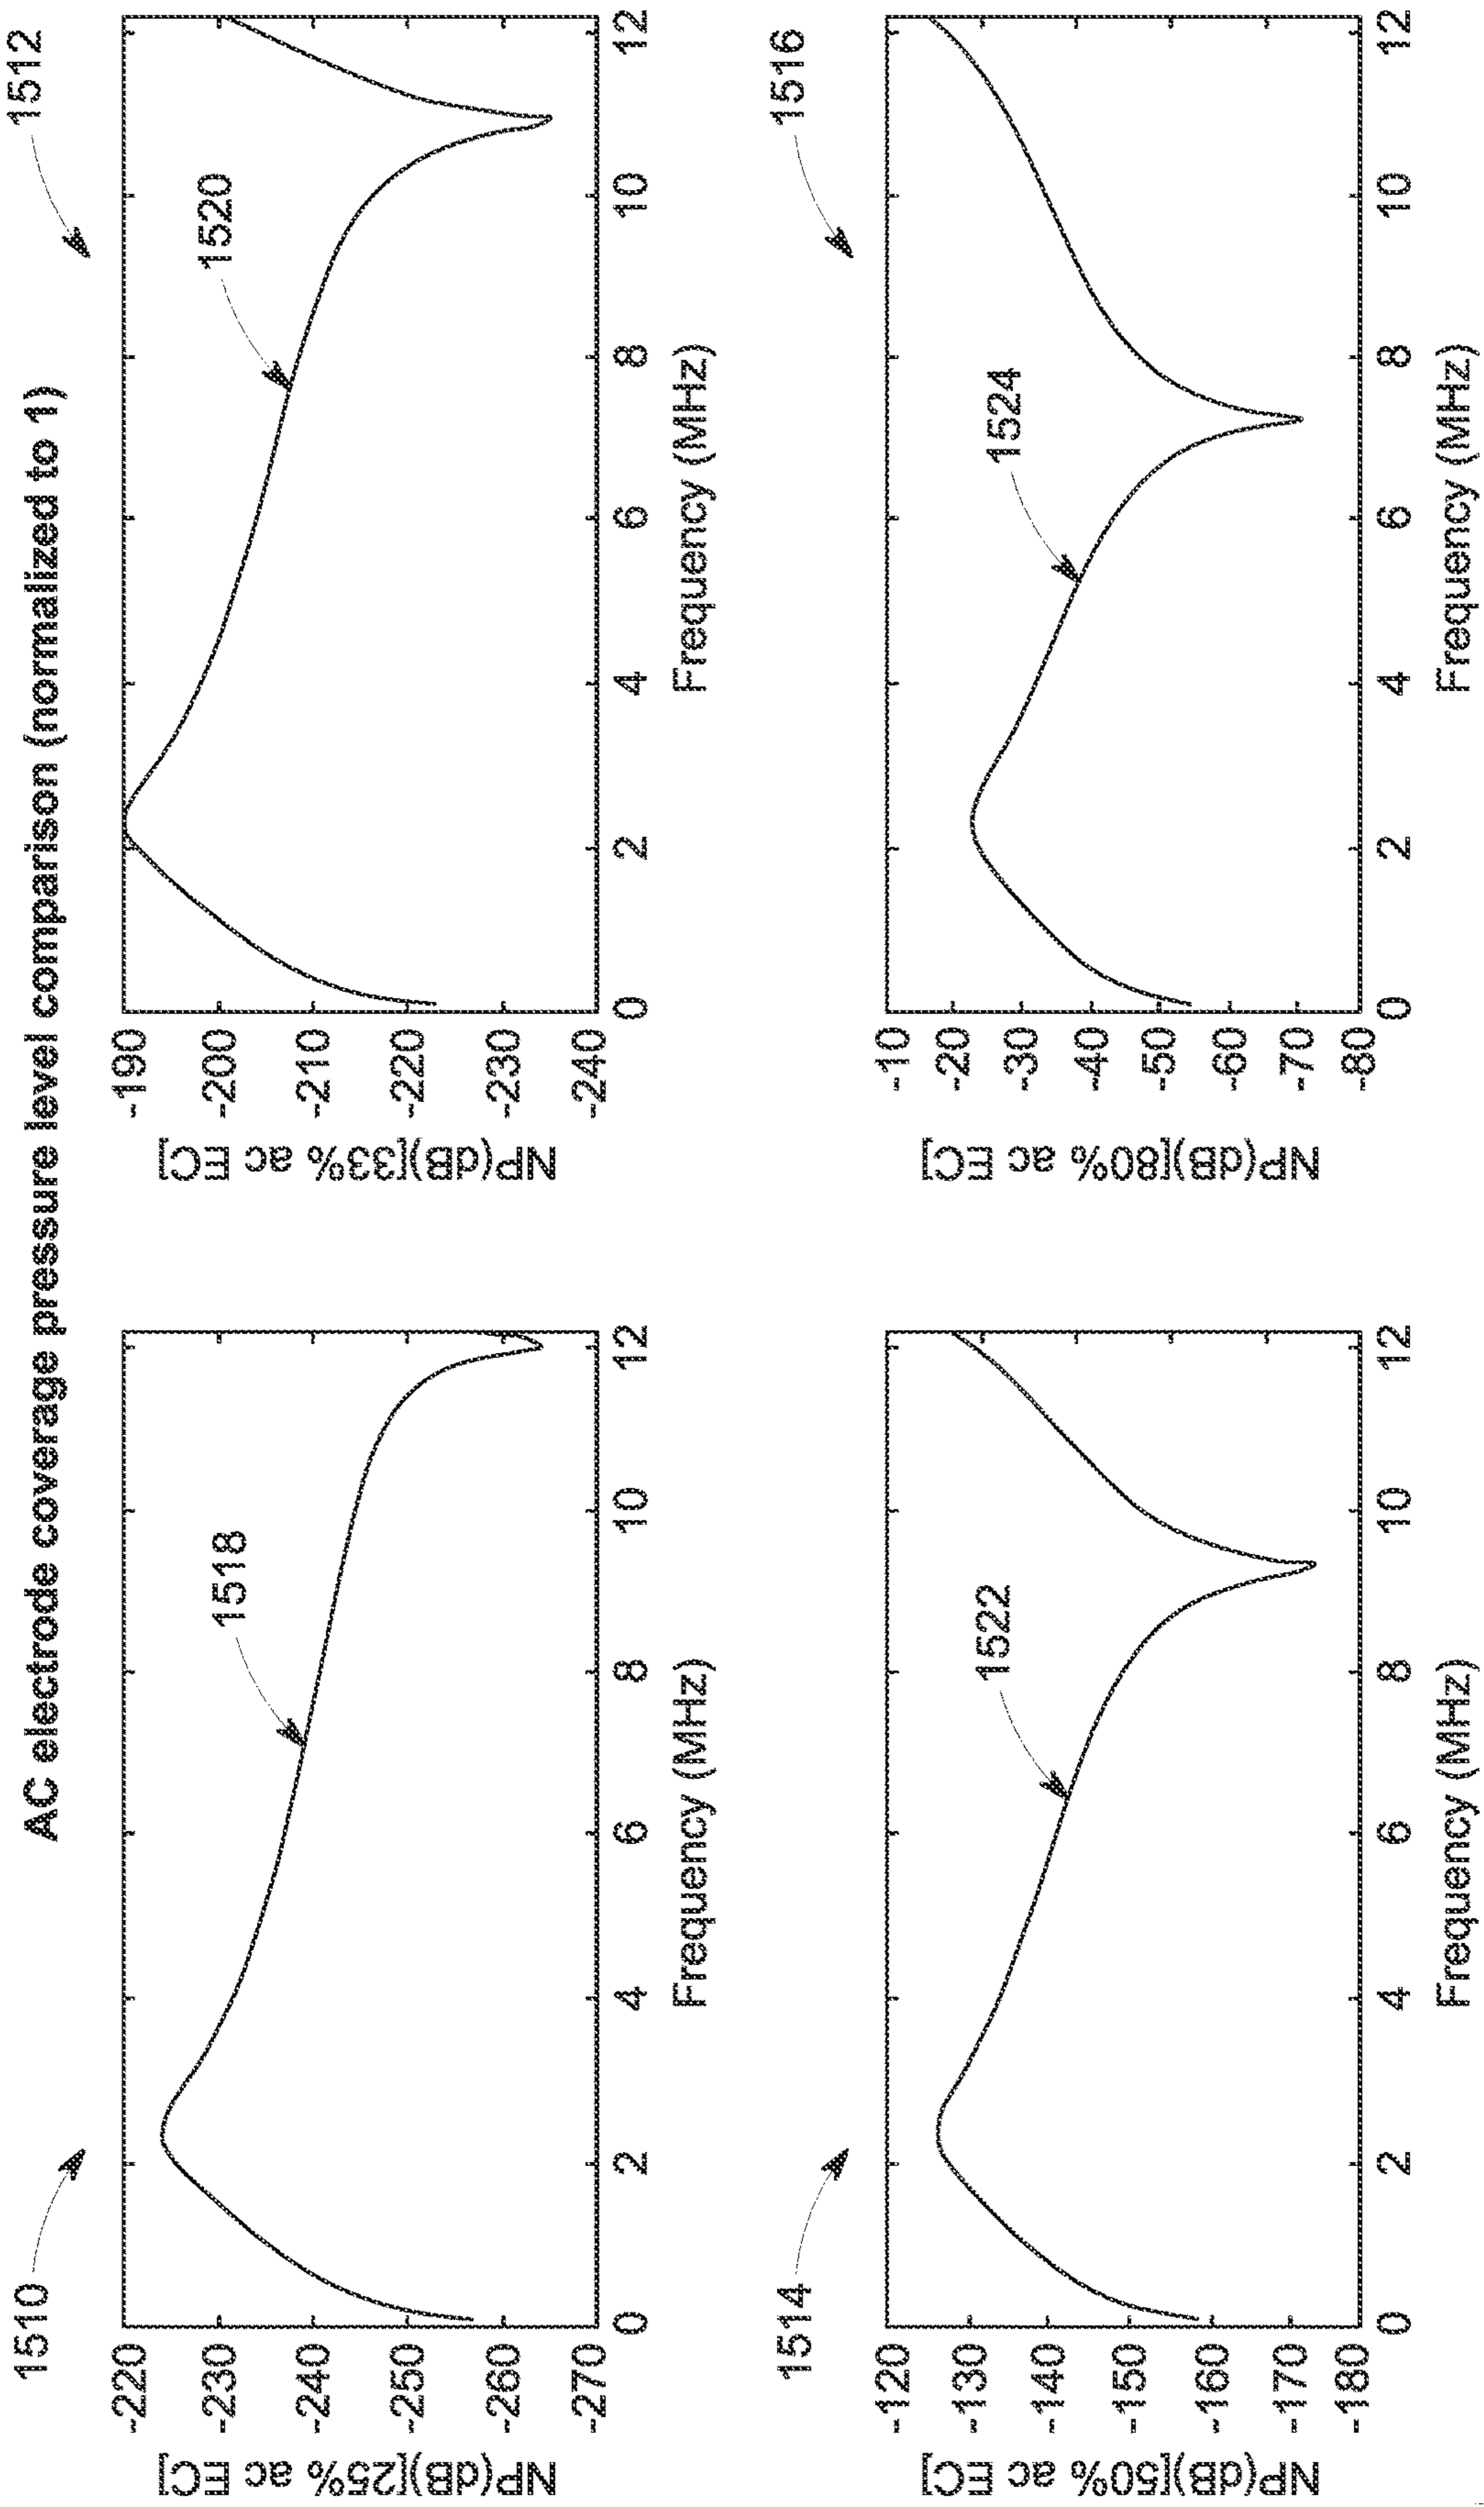 AC electrode coverage pressure level comparison (normalized to 1)
1510
NP(dB)[25% ac EC]
-220
-230
-240
-250
-260
-270
1518
0 2 4 6 8 10 12
Frequency (MHz)
1512
NP(dB)[33% ac EC]
-190
-200
-210
-220
-230
-240
1520
0 2 4 6 8 10 12
Frequency (MHz)
1514
NP(dB)[50% ac EC]
-120
-130
-140
-150
-160
-170
-180
1522
0 2 4 6 8 10 12
Frequency (MHz)
1516
NP(dB)[80% ac EC]
-10
-20
-30
-40
-50
-60
-70
-80
1524
0 2 4 6 8 10 12
Frequency (MHz)